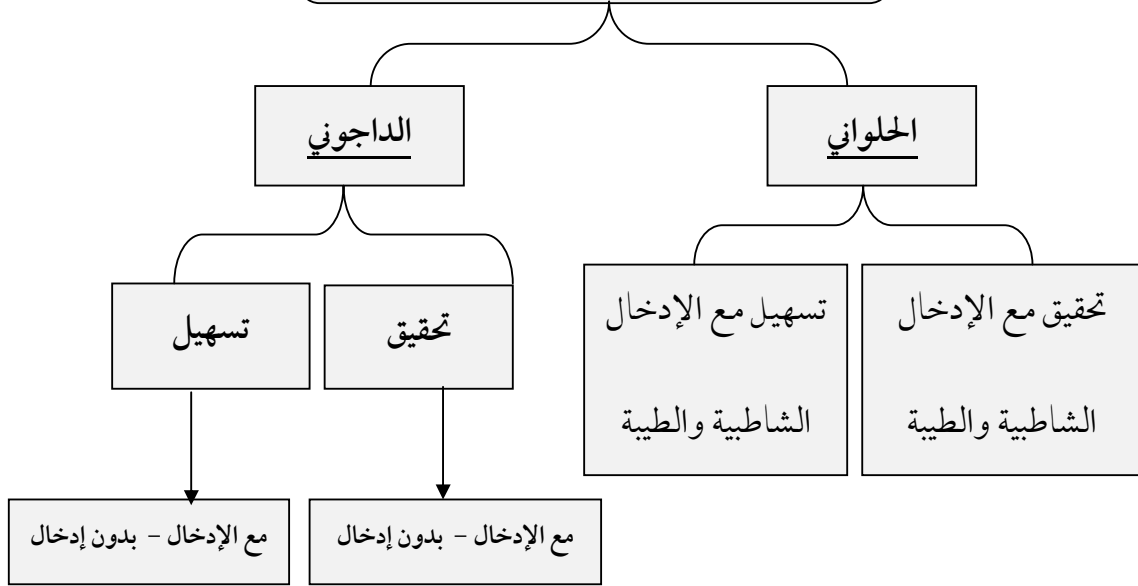 الحلواني
الداجوني
تحقيق مع الإدخال
الشاطبية والطيبة
تسهيل مع الإدخال
الشاطبية والطيبة
تحقيق
تسهيل
مع الإدخال – بدون إدخال
مع الإدخال – بدون إدخال